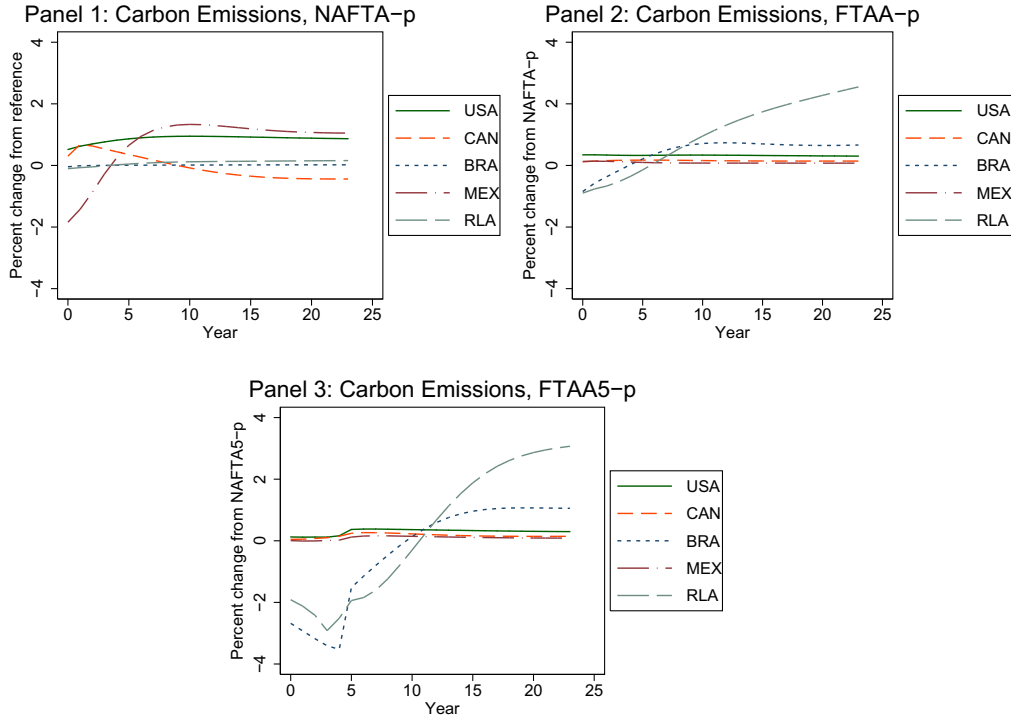 Panel 1: Carbon Emissions, NAFTA−p
Percent change from reference
4
2
0
−2
−4
0 5 10 15 20 25
Year
USA
CAN
BRA
MEX
RLA
Panel 2: Carbon Emissions, FTAA−p
Percent change from NAFTA−p
4
2
0
−2
−4
0 5 10 15 20 25
Year
USA
CAN
BRA
MEX
RLA
Panel 3: Carbon Emissions, FTAA5−p
Percent change from NAFTA5−p
4
2
0
−2
−4
0 5 10 15 20 25
Year
USA
CAN
BRA
MEX
RLA